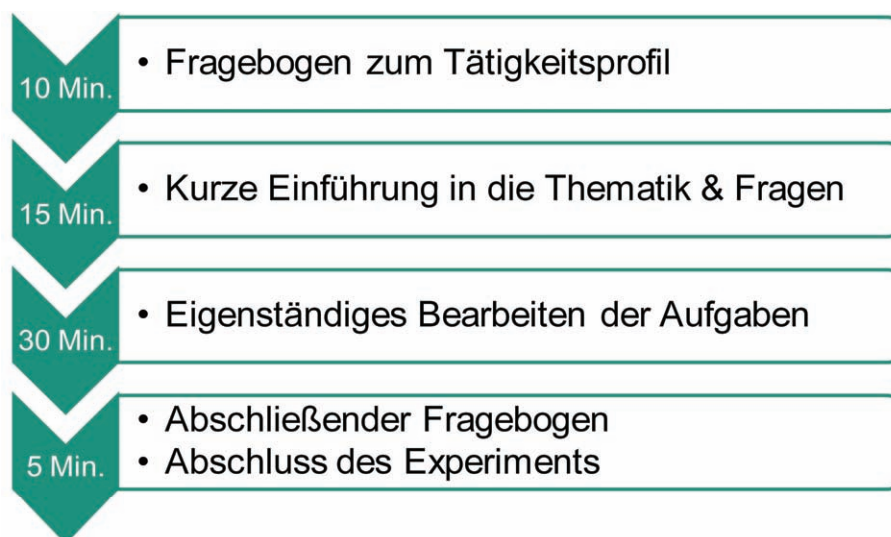 10 Min.
• Fragebogen zum Tätigkeitsprofil
15 Min.
• Kurze Einführung in die Thematik & Fragen
30 Min.
• Eigenständiges Bearbeiten der Aufgaben
5 Min.
• Abschließender Fragebogen
• Abschluss des Experiments